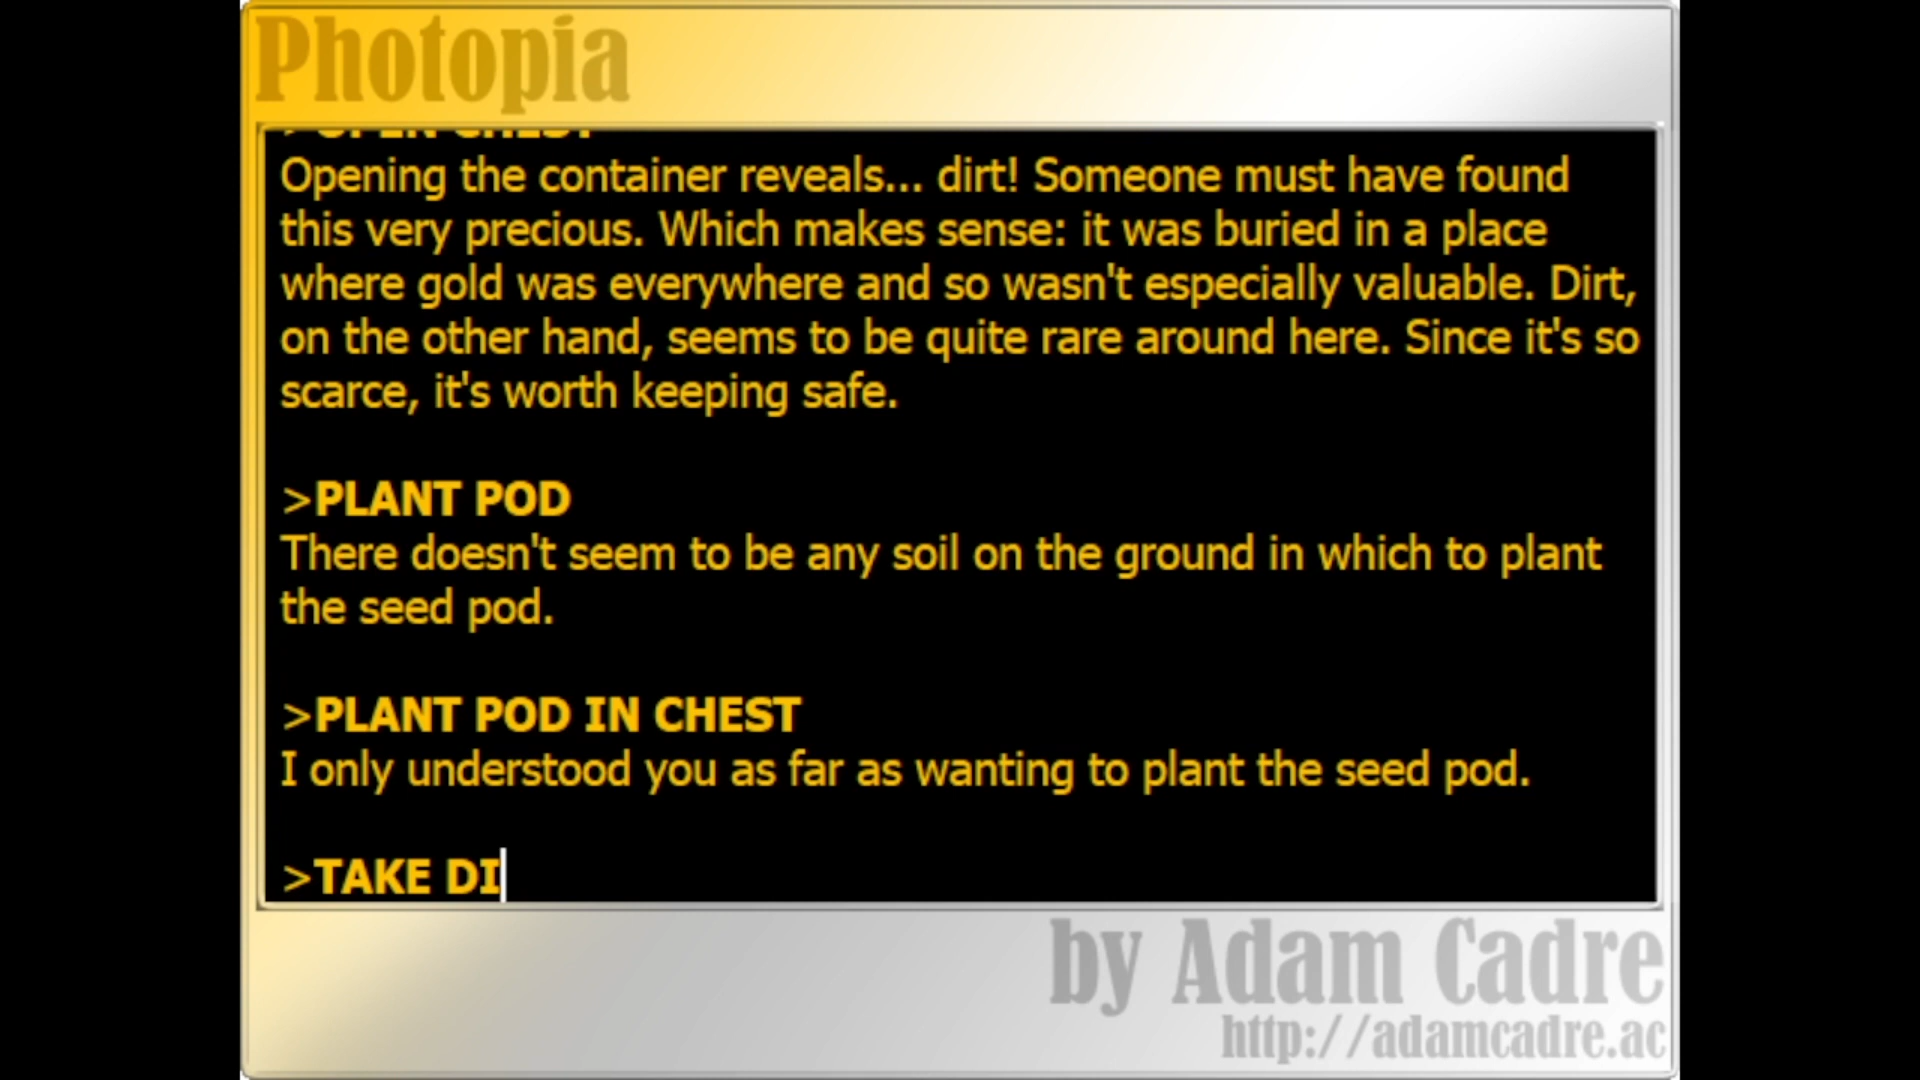 Photopia
>OPEN CHEST
Opening the container reveals... dirt! Someone must have found
this very precious. Which makes sense: it was buried in a place
where gold was everywhere and so wasn't especially valuable. Dirt,
on the other hand, seems to be quite rare around here. Since it's so
scarce, it's worth keeping safe.
>PLANT POD
There doesn't seem to be any soil on the ground in which to plant
the seed pod.
>PLANT POD IN CHEST
I only understood you as far as wanting to plant the seed pod.
>TAKE DI
by Adam Cadre
http://adamcadre.ac